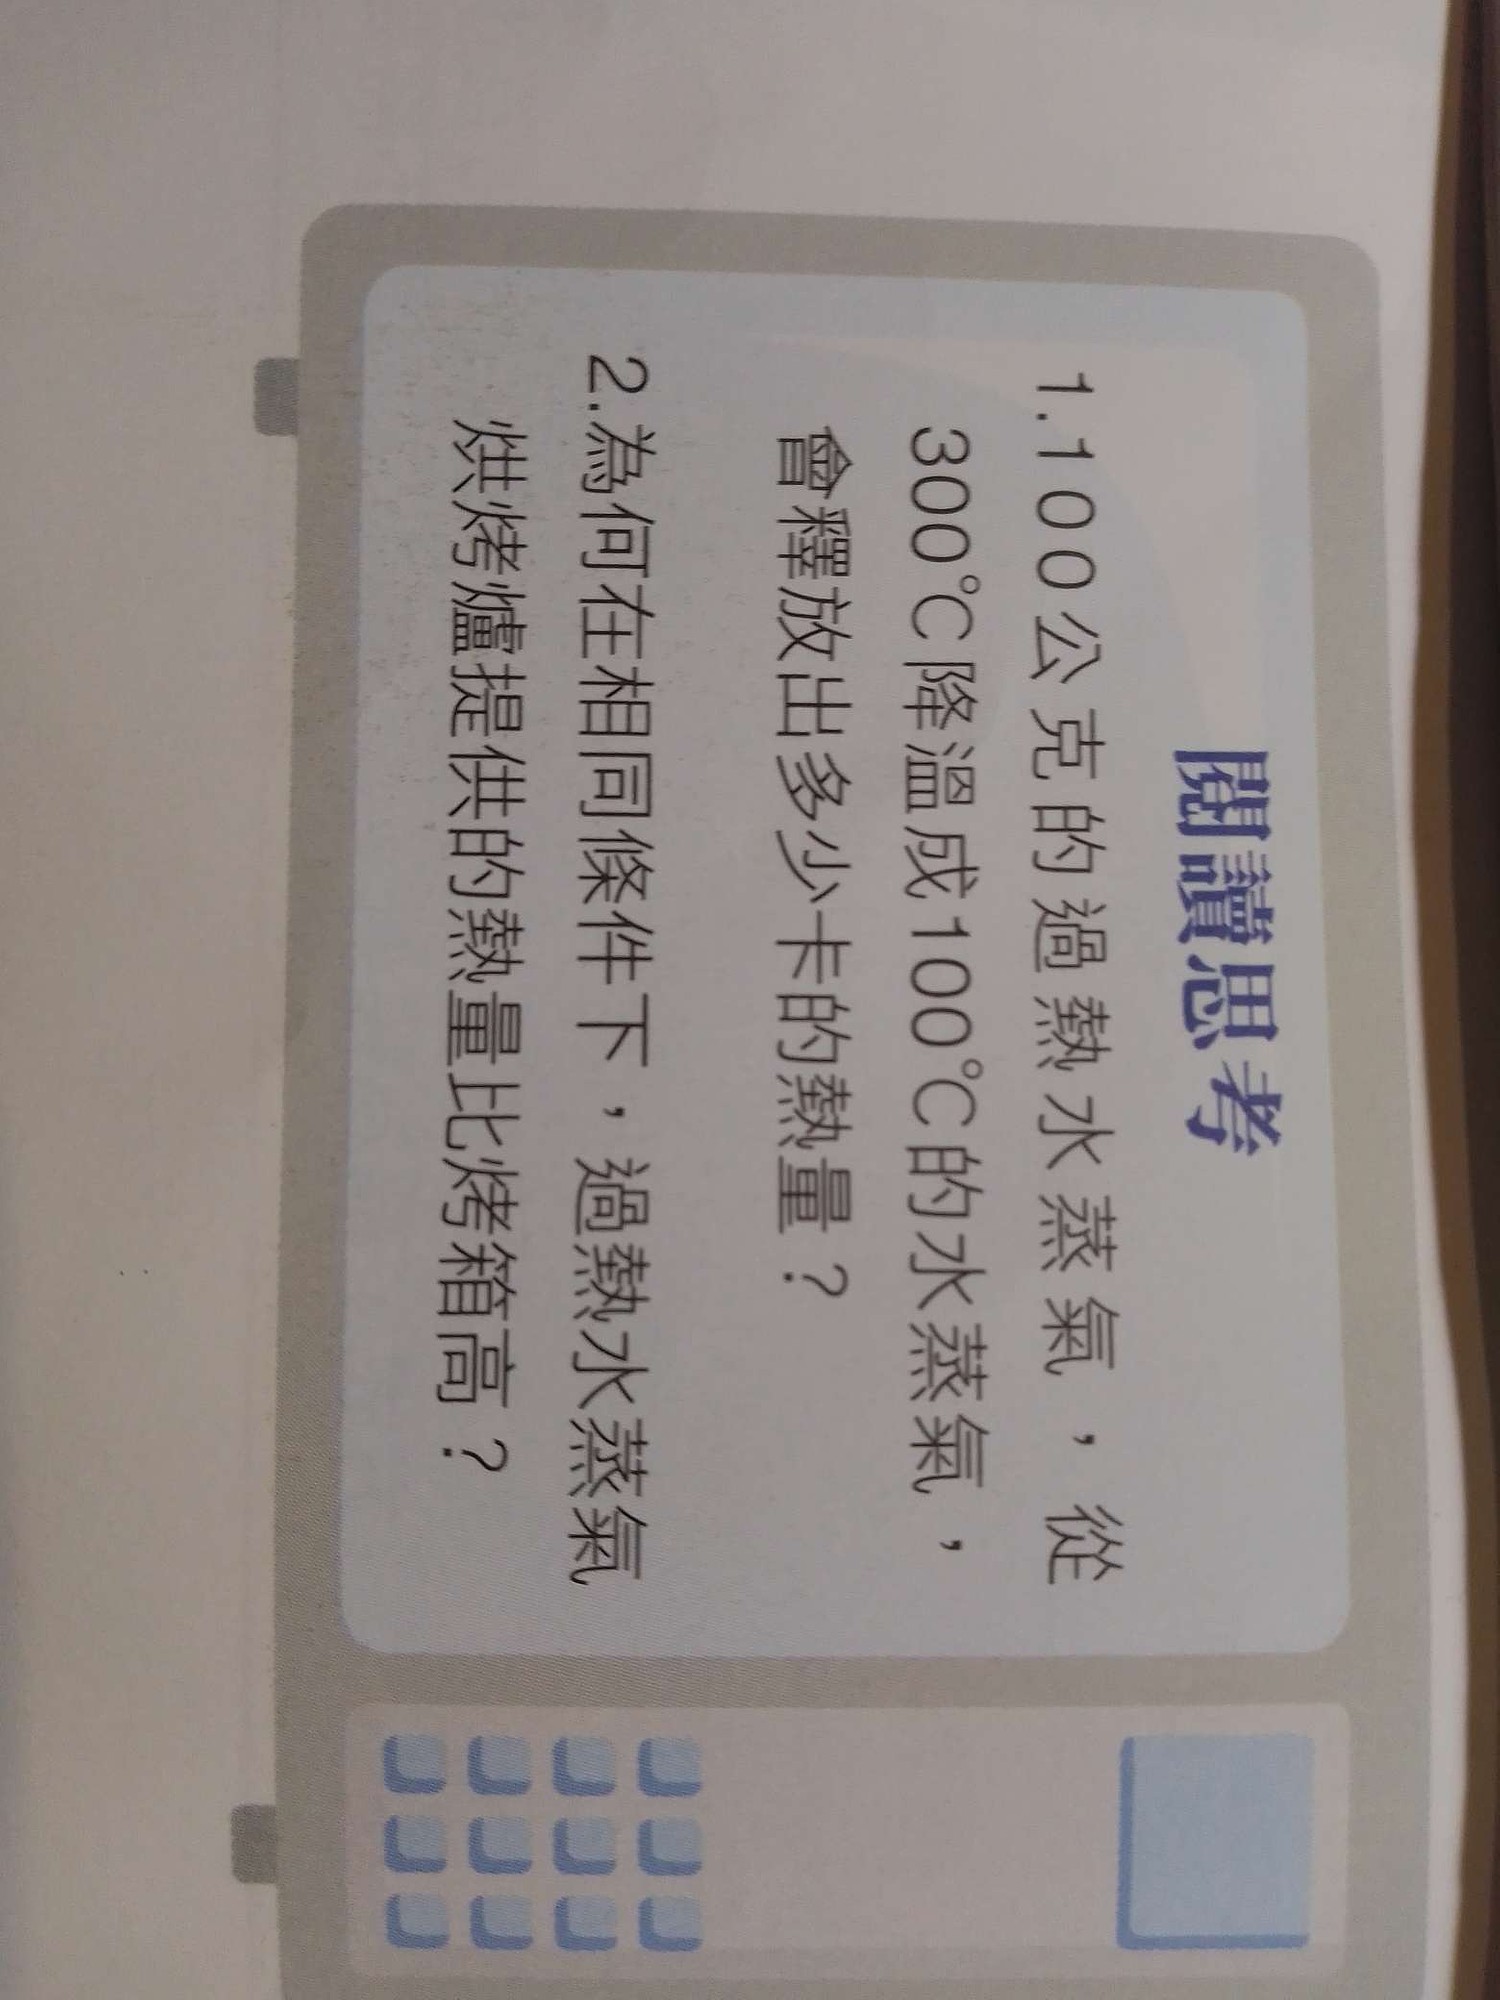 閱讀思考
1.100公克的過熱水蒸氣，從
300℃降溫成100℃的水蒸氣，
會釋放出多少卡的熱量？
2.為何在相同條件下，過熱水蒸氣
烘烤爐提供的熱量比烤箱高？